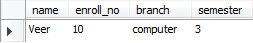 name enroll_no branch semester
Veer 10 computer 3